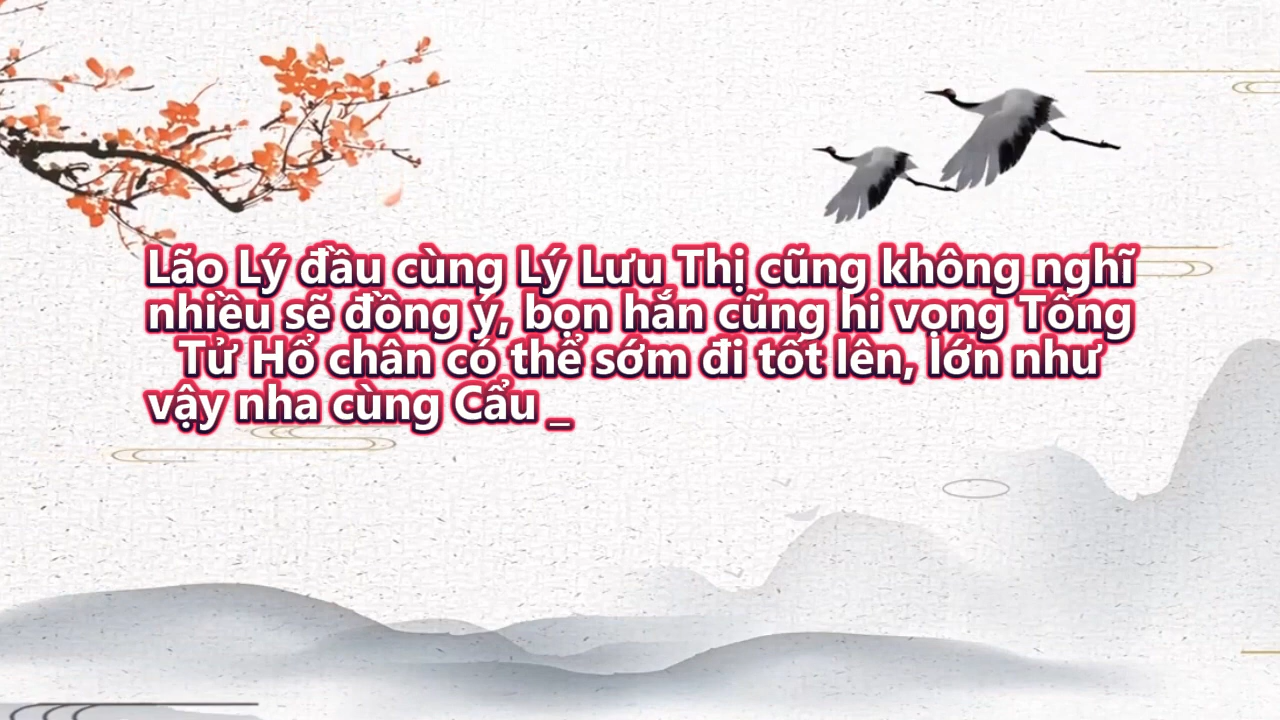 Lão Lý đầu cùng Lý Lưu Thị cũng không nghĩ
nhiều sẽ đồng ý, bọn hắn cũng hi vọng Tống
Tử Hổ chân có thể sớm đi tốt lên, lớn như
vậy nha cùng Cẩu _